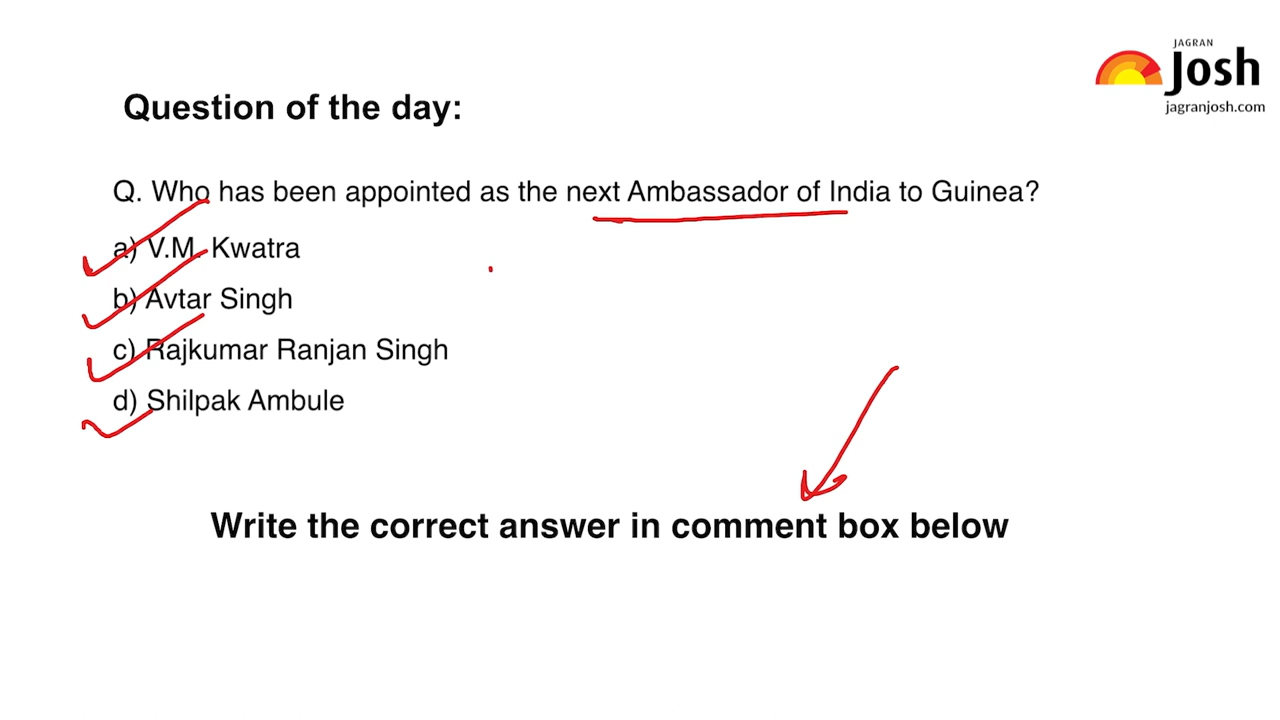 JAGRAN
Josh
jagranjosh.com
Question of the day:
Q. Who has been appointed as the next Ambassador of India to Guinea?
a) V.M. Kwatra
b) Avtar Singh
c) Rajkumar Ranjan Singh
d) Shilpak Ambule
Write the correct answer in comment box below